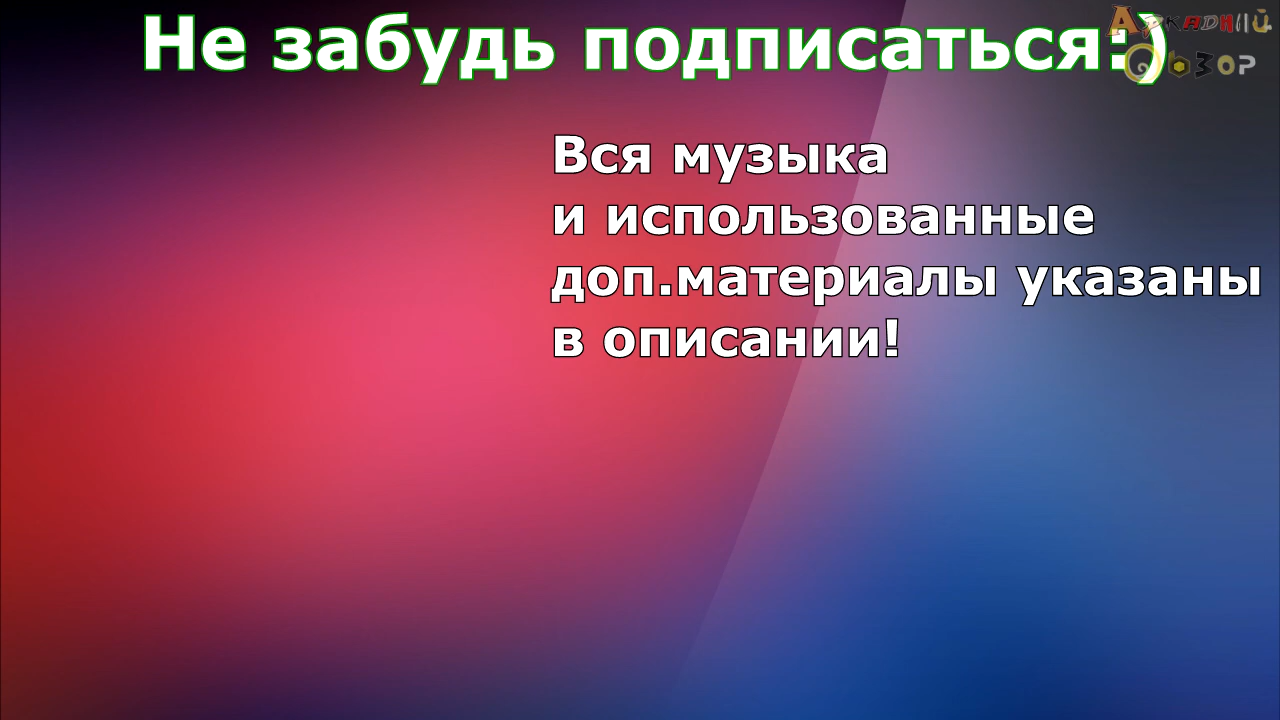 Не забудь подписаться:)
Аркадный
Обзор
Вся музыка
и использованные
доп.материалы указаны
в описании!